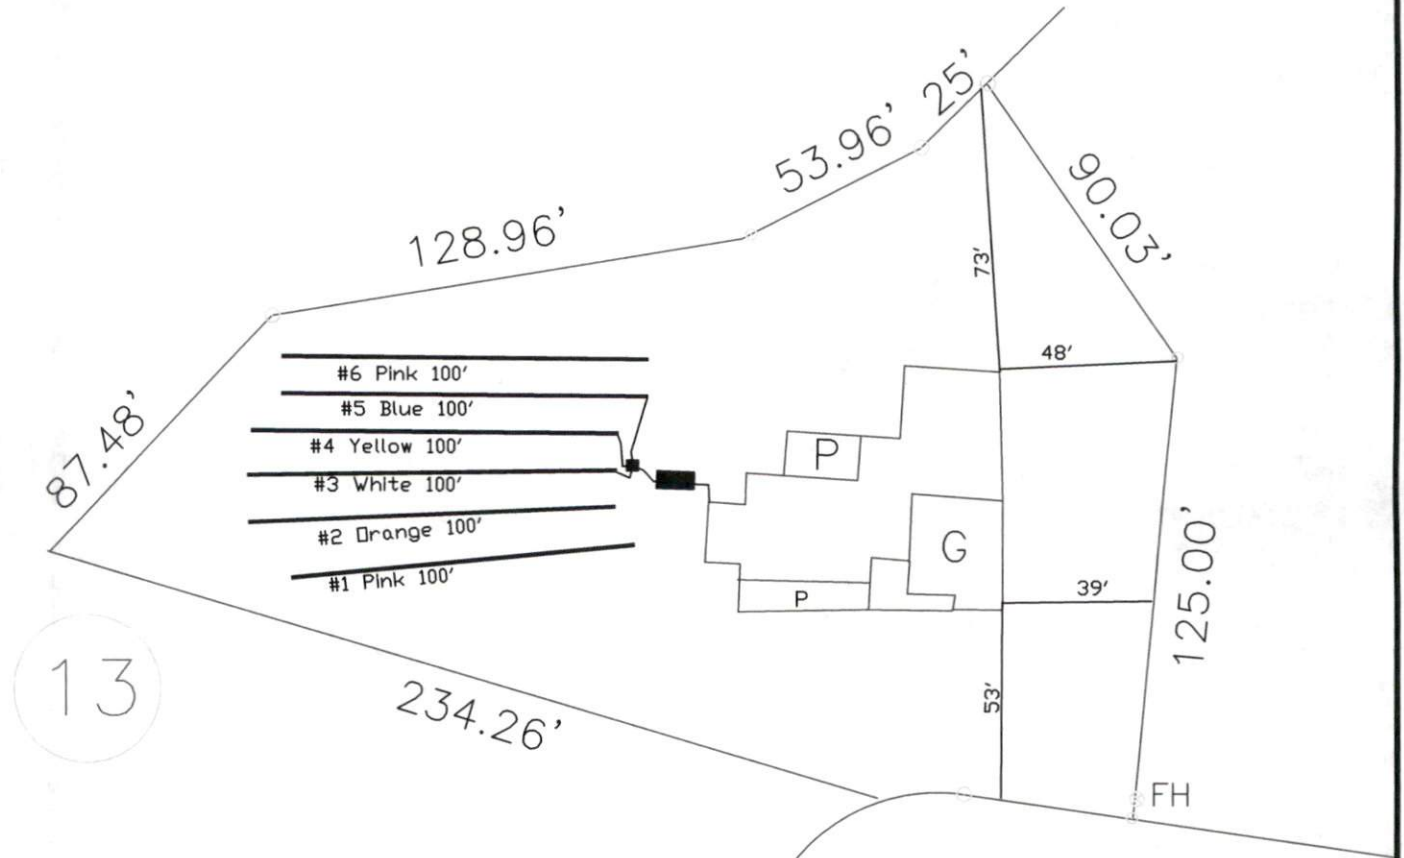 25’
53.96’
90.03’
128.96’
73'
48'
#6 Pink 100'
#5 Blue 100'
87.48’
#4 Yellow 100'
P
#3 White 100'
#2 Orange 100'
G
#1 Pink 100'
39'
P
125.00’
13
234.26’
53'
FH